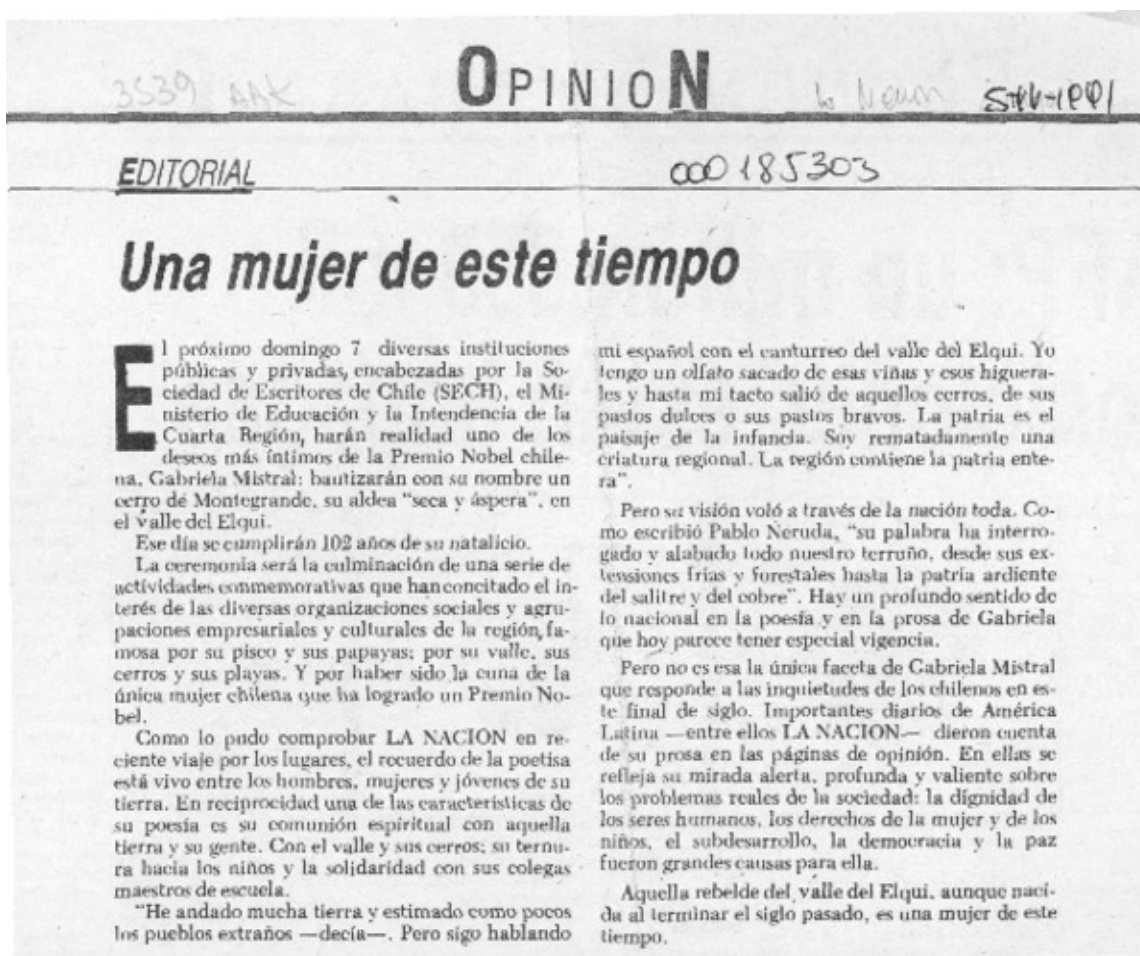 OPINION
3539 AAK
000185303
EDITORIAL
Una mujer de este tiempo
El próximo domingo 7 diversas instituciones
públicas y privadas, encabezadas por la So-
ciedad de Escritores de Chile (SECH), el Mi-
nisterio de Educación y la Intendencia de la
Cuarta Región, harán realidad uno de los
deseos más íntimos de la Premio Nobel chile-
na, Gabriela Mistral: bautizarán con su nombre un
cerro de Montegrande, su aldea "seca y áspera", en
el valle del Elqui.
Ese día se cumplirán 102 años de su natalicio.
La ceremonia será la culminación de una serie de
actividades conmemorativas que han concitado el in-
terés de las diversas organizaciones sociales y agru-
paciones empresariales y culturales de la región, fa-
mosa por su pisco y sus papayas; por su valle, sus
cerros y sus playas. Y por haber sido la cuna de la
única mujer chilena que ha logrado un Premio No-
bel.
Como lo pudo comprobar LA NACION en re-
ciente viaje por los lugares, el recuerdo de la poetisa
está vivo entre los hombres, mujeres y jóvenes de su
tierra. En reciprocidad una de las características de
su poesía es su comunión espiritual con aquella
tierra y su gente. Con el valle y sus cerros; su ternu-
ra hacia los niños y la solidaridad con sus colegas
maestros de escuela.
"He andado mucha tierra y estimado como pocos
los pueblos extraños —decía—. Pero sigo hablando
mi español con el canturreo del valle del Elqui. Yo
tengo un olfato sacado de esas viñas y esos higuera-
les y hasta mi tacto salió de aquellos cerros, de sus
pastos dulces o sus pastos bravos. La patria es el
paisaje de la infancia. Soy rematadamente una
criatura regional. La región contiene la patria ente-
ra".
Pero su visión voló a través de la nación toda. Co-
mo escribió Pablo Neruda, "su palabra ha interro-
gado y alabado todo nuestro terruño, desde sus ex-
tensiones frías y forestales hasta la patria ardiente
del salitre y del cobre". Hay un profundo sentido de
lo nacional en la poesía y en la prosa de Gabriela
que hoy parece tener especial vigencia.
Pero no es esa la única faceta de Gabriela Mistral
que responde a las inquietudes de los chilenos en es-
te final de siglo. Importantes diarios de América
Latina —entre ellos LA NACION— dieron cuenta
de su prosa en las páginas de opinión. En ellas se
refleja su mirada alerta, profunda y valiente sobre
los problemas reales de la sociedad: la dignidad de
los seres humanos, los derechos de la mujer y de los
niños, el subdesarrollo, la democracia y la paz
fueron grandes causas para ella.
Aquella rebelde del valle del Elqui, aunque naci-
da al terminar el siglo pasado, es una mujer de este
tiempo.